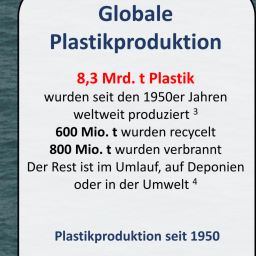 Globale
Plastikproduktion
8,3 Mrd. t Plastik
wurden seit den 1950er Jahren
weltweit produziert ³
600 Mio. t wurden recycelt
800 Mio. t wurden verbrannt
Der Rest ist im Umlauf, auf Deponien
oder in der Umwelt ⁴
Plastikproduktion seit 1950